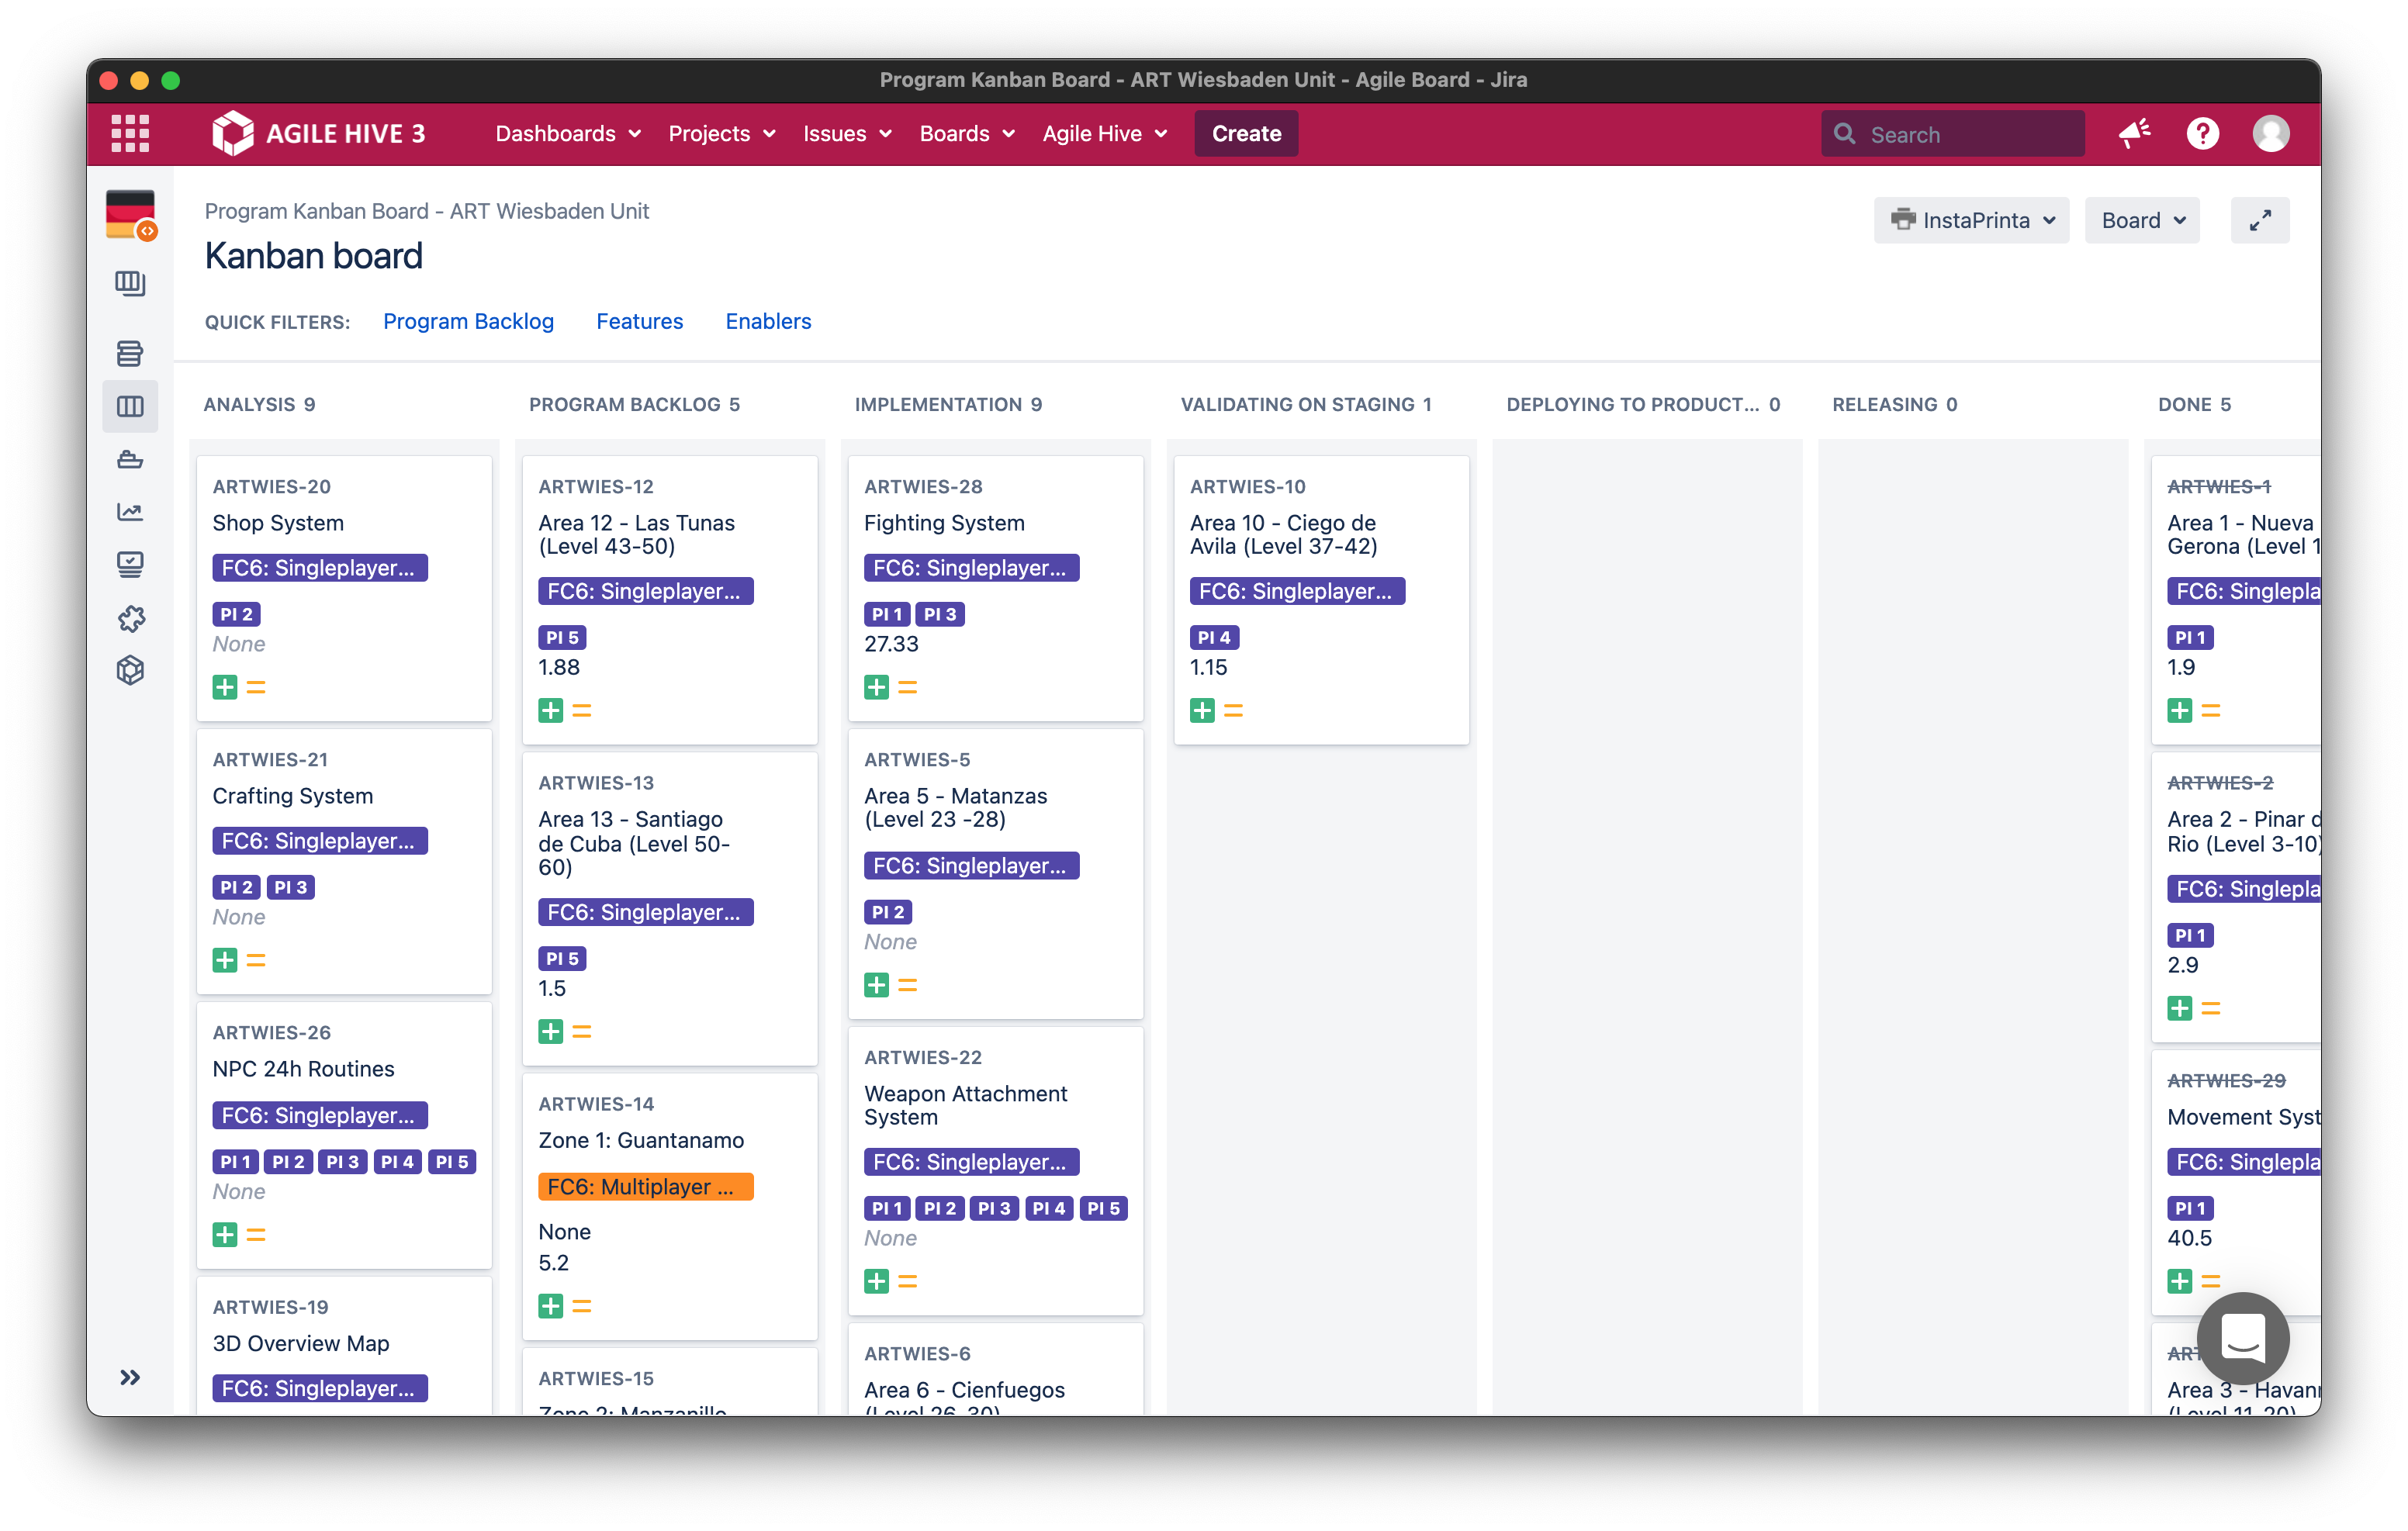 Program Kanban Board - ART Wiesbaden Unit - Agile Board - Jira
AGILE HIVE 3
Dashboards
Projects
Issues
Boards
Agile Hive
Create
Search
?
Program Kanban Board - ART Wiesbaden Unit
InstaPrinta
Board
Kanban board
QUICK FILTERS:
Program Backlog
Features
Enablers
ANALYSIS 9
PROGRAM BACKLOG 5
IMPLEMENTATION 9
VALIDATING ON STAGING 1
DEPLOYING TO PRODUCT... 0
RELEASING 0
DONE 5
ARTWIES-20
Shop System
FC6: Singleplayer...
PI 2
None
ARTWIES-21
Crafting System
FC6: Singleplayer...
PI 2 PI 3
None
ARTWIES-26
NPC 24h Routines
FC6: Singleplayer...
PI 1 PI 2 PI 3 PI 4 PI 5
None
ARTWIES-19
3D Overview Map
FC6: Singleplayer...
ARTWIES-12
Area 12 - Las Tunas
(Level 43-50)
FC6: Singleplayer...
PI 5
1.88
ARTWIES-13
Area 13 - Santiago
de Cuba (Level 50-
60)
FC6: Singleplayer...
PI 5
1.5
ARTWIES-14
Zone 1: Guantanamo
FC6: Multiplayer ...
None
5.2
ARTWIES-15
Zone 2: Manzanillo
ARTWIES-28
Fighting System
FC6: Singleplayer...
PI 1 PI 3
27.33
ARTWIES-5
Area 5 - Matanzas
(Level 23 -28)
FC6: Singleplayer...
PI 2
None
ARTWIES-22
Weapon Attachment
System
FC6: Singleplayer...
PI 1 PI 2 PI 3 PI 4 PI 5
None
ARTWIES-6
Area 6 - Cienfuegos
(Level 26-30)
ARTWIES-10
Area 10 - Ciego de
Avila (Level 37-42)
FC6: Singleplayer...
PI 4
1.15
ARTWIES-1
Area 1 - Nueva
Gerona (Level 1
FC6: Singlepla
PI 1
1.9
ARTWIES-2
Area 2 - Pinar d
Rio (Level 3-10)
FC6: Singlepla
PI 1
2.9
ARTWIES-29
Movement Syst
FC6: Singlepla
PI 1
40.5
ART
Area 3 - Havann
(Level 11-20)